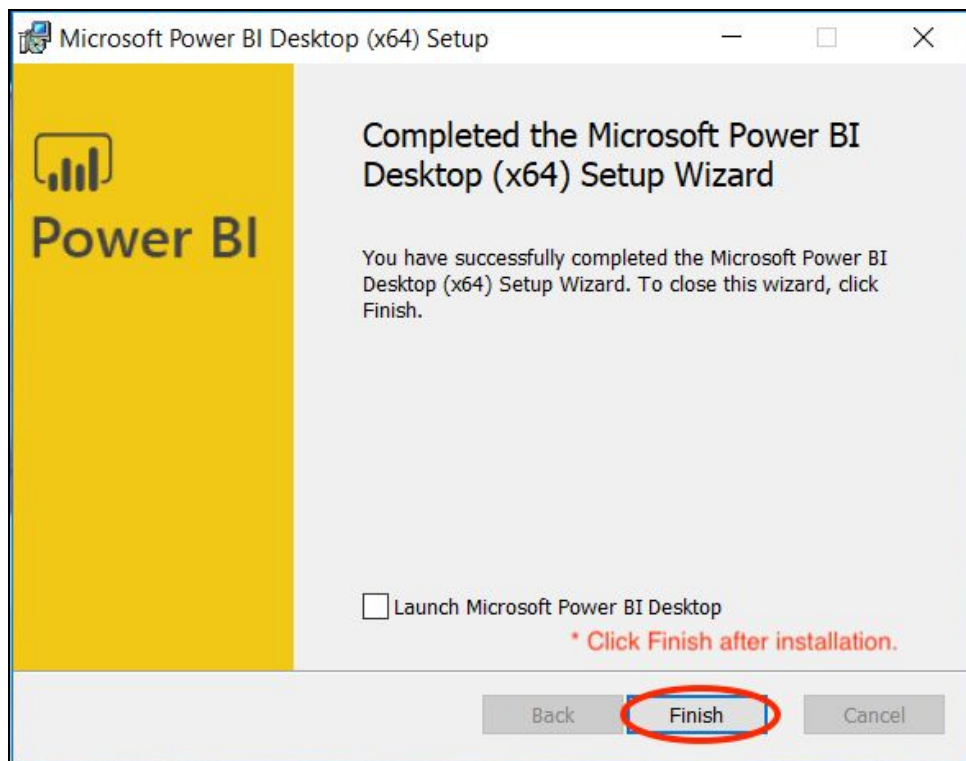 Microsoft Power BI Desktop (x64) Setup
Power BI
Completed the Microsoft Power BI
Desktop (x64) Setup Wizard
You have successfully completed the Microsoft Power BI
Desktop (x64) Setup Wizard. To close this wizard, click
Finish.
Launch Microsoft Power BI Desktop
* Click Finish after installation.
Back Finish Cancel